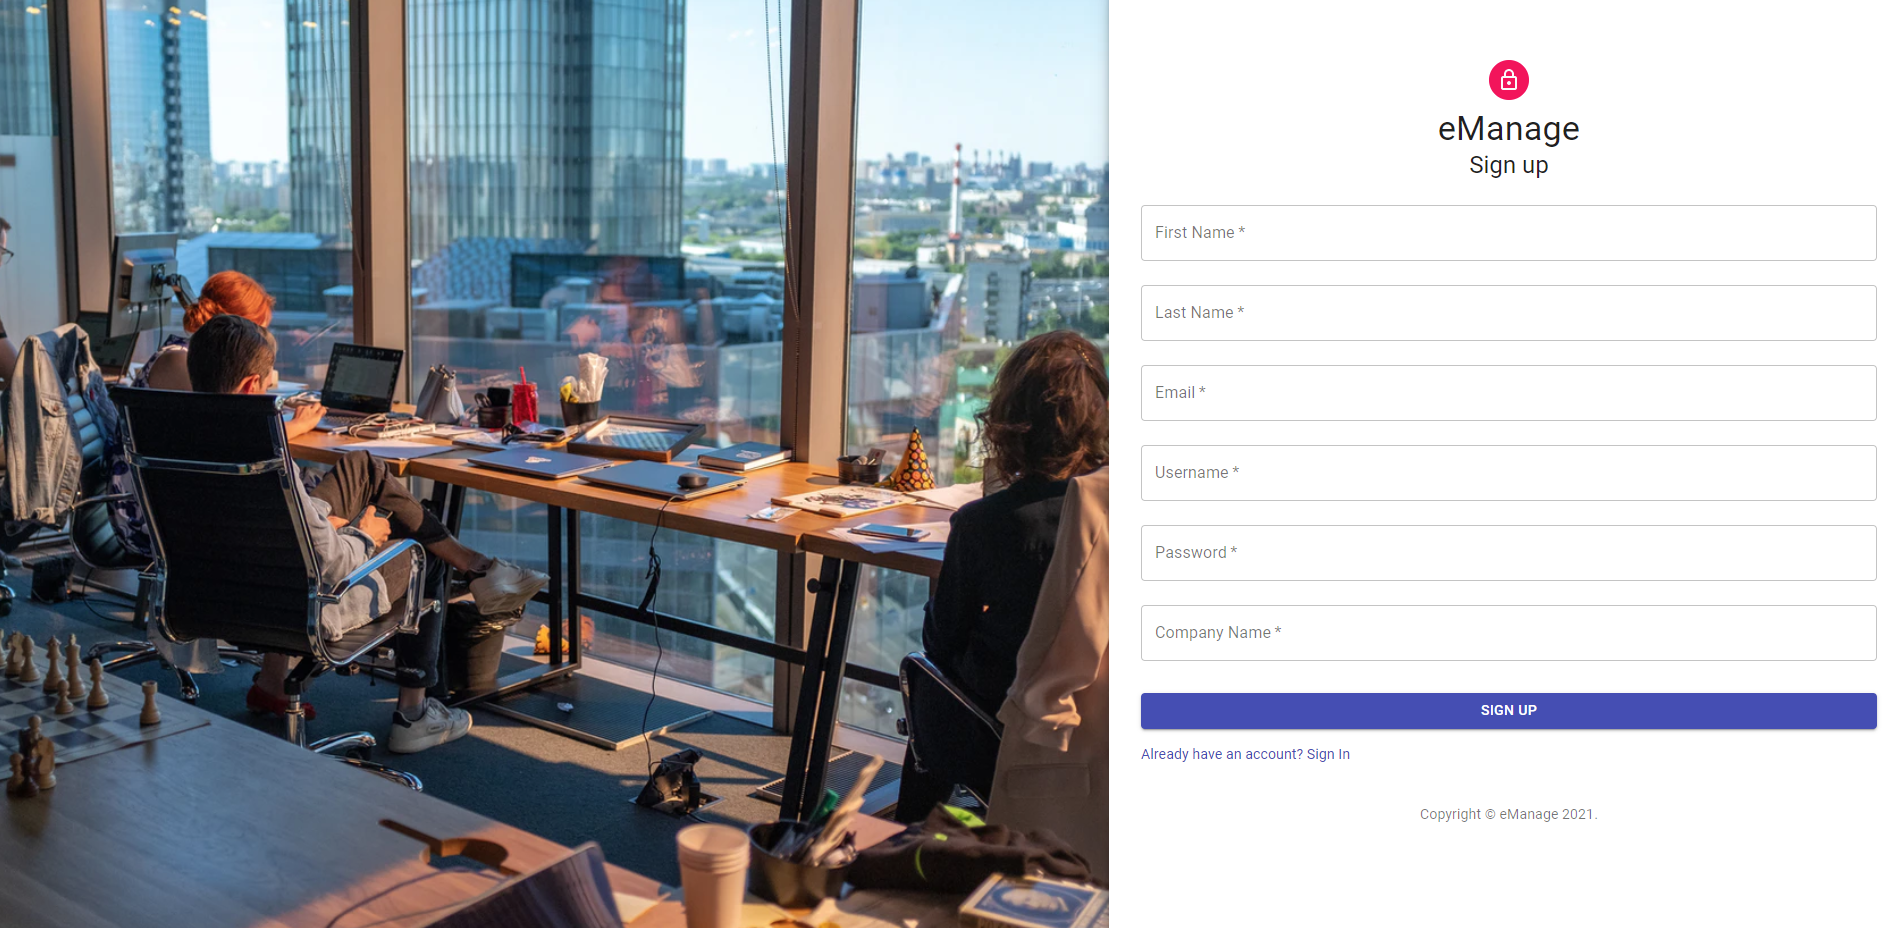 eManage
Sign up
First Name *
Last Name *
Email *
Username *
Password *
Company Name *
SIGN UP
Already have an account? Sign In
Copyright © eManage 2021.